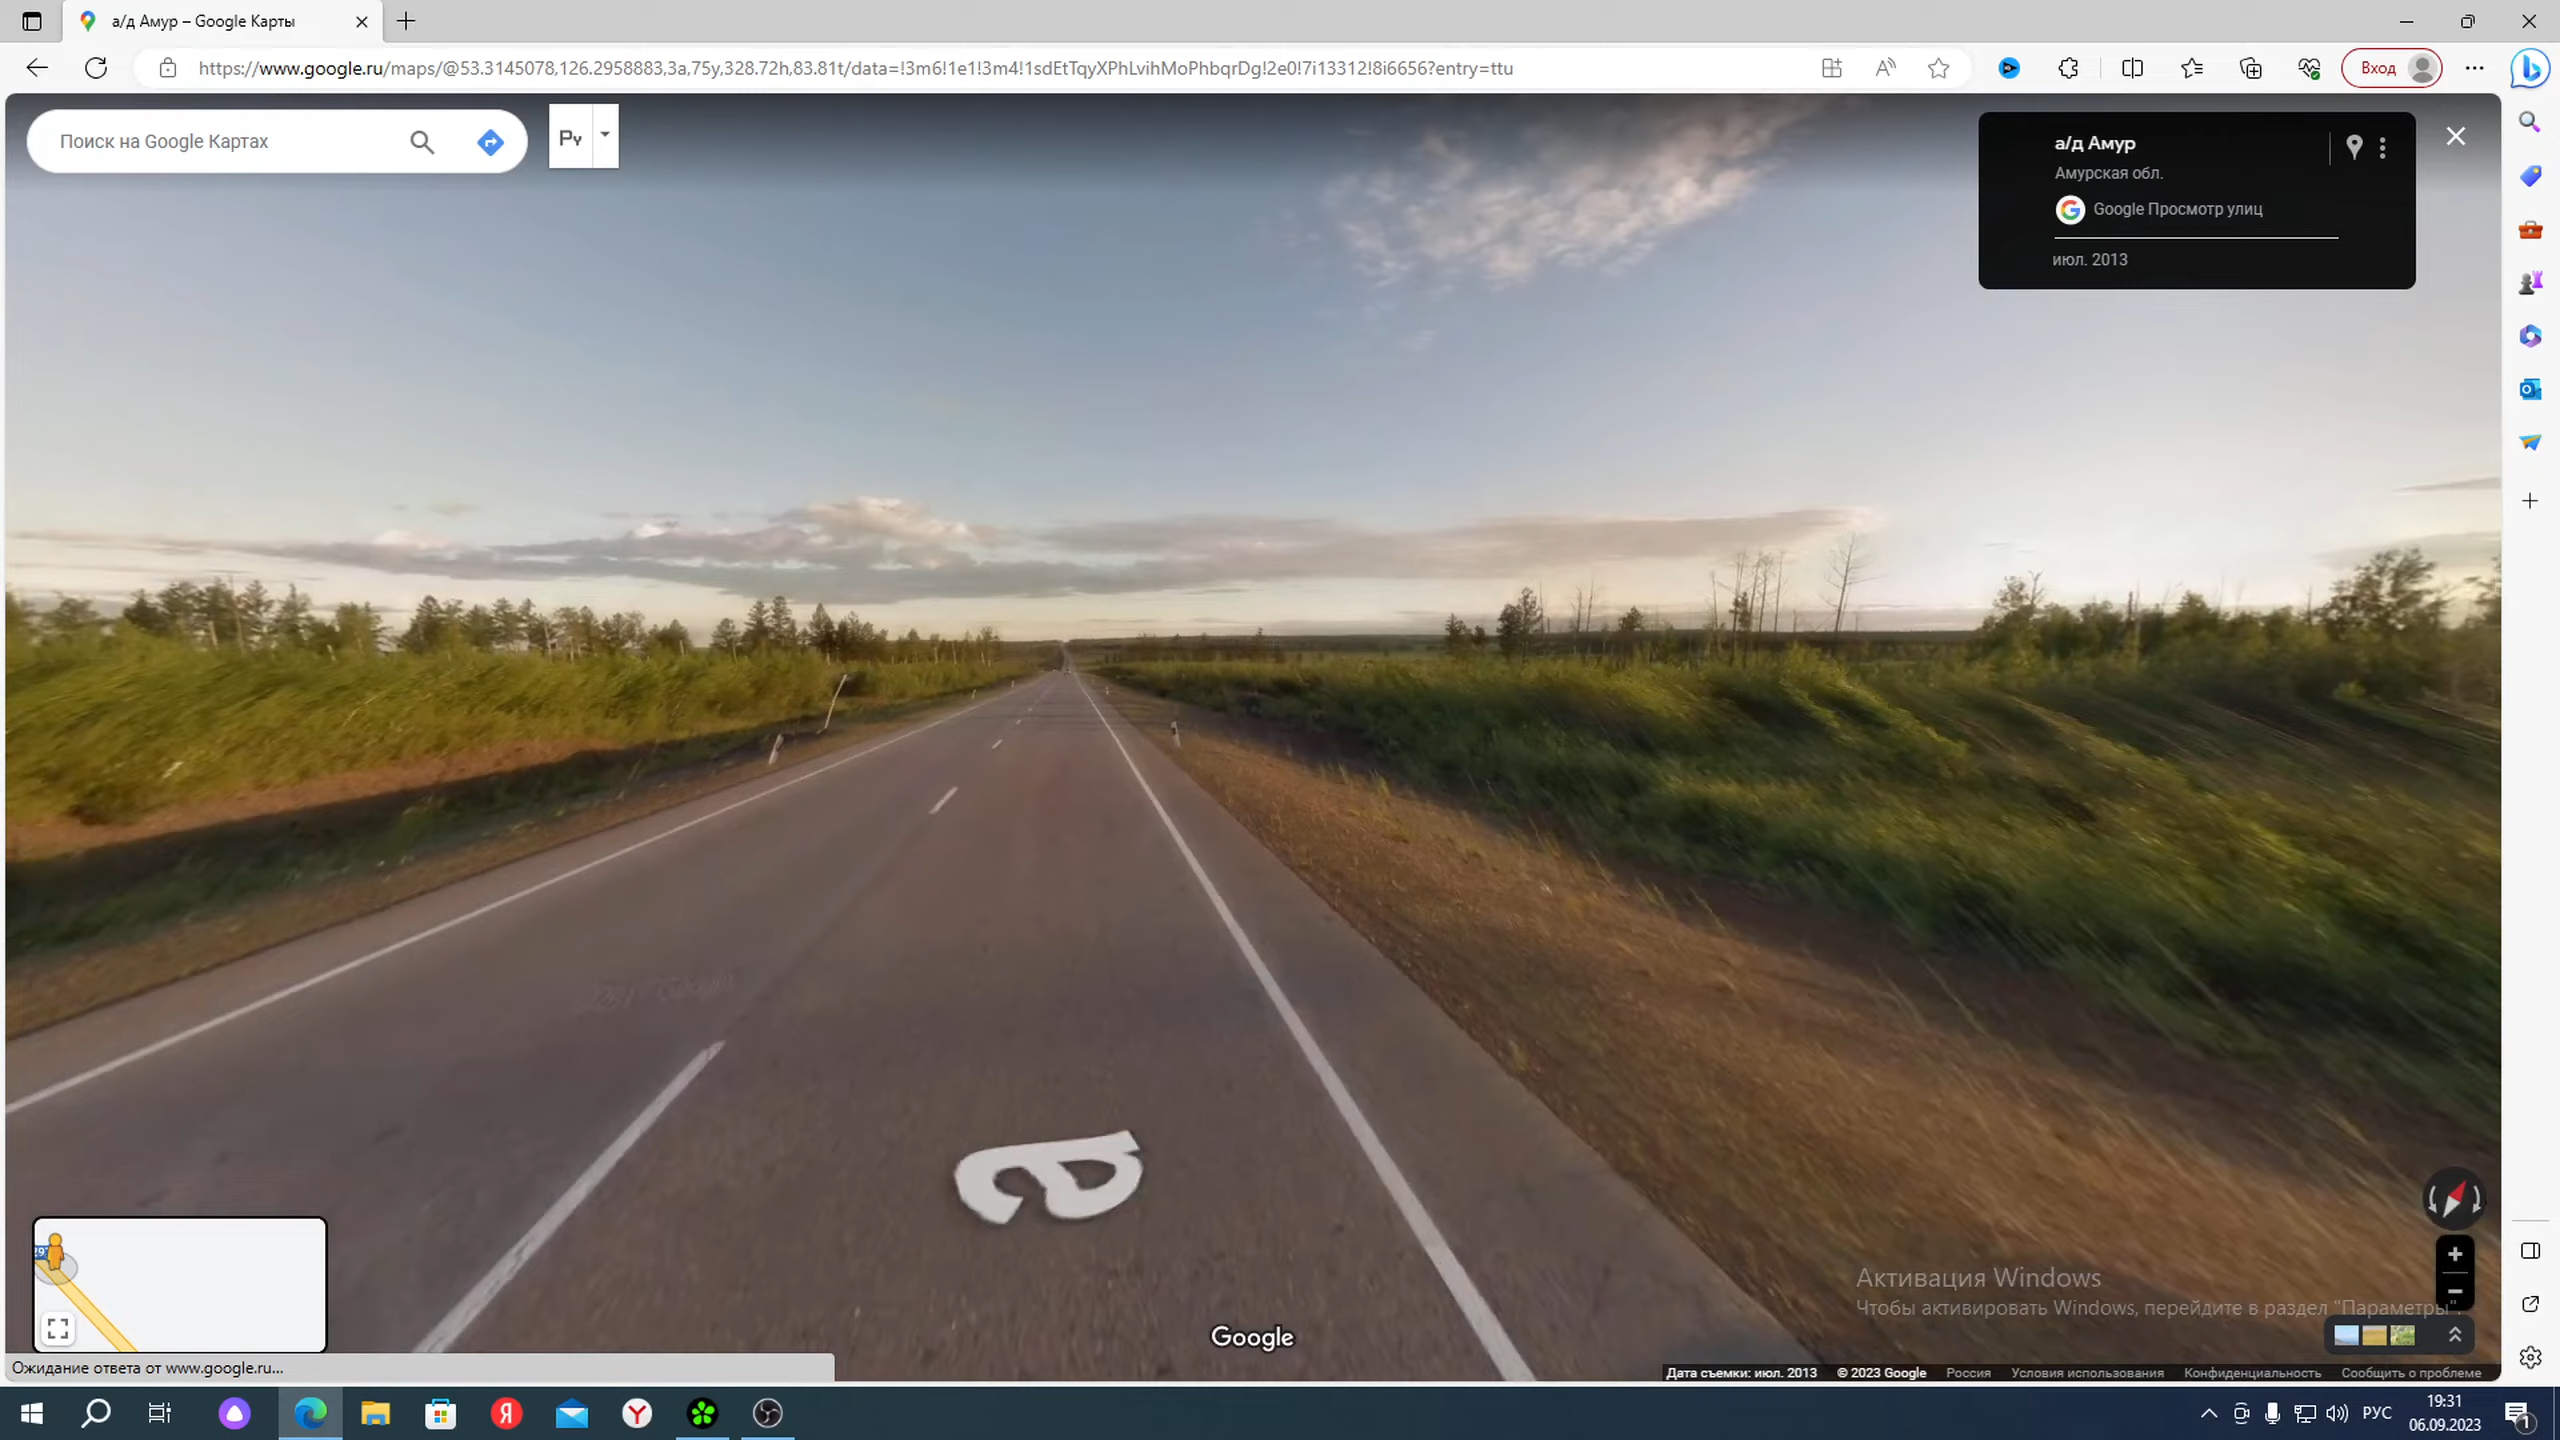 а/д Амур – Google Карты
https://www.google.ru/maps/@53.3145078,126.2958883,3a,75y,328.72h,83.81t/data=!3m6!1e1!3m4!1sdEtTqyXPhLvihMoPhbqrDg!2e0!7i13312!8i6656?entry=ttu
Вход
Поиск на Google Картах
Ру
а/д Амур
Амурская обл.
Google Просмотр улиц
июл. 2013
Активация Windows
Чтобы активировать Windows, перейдите в раздел "Параметры".
Google
Ожидание ответа от www.google.ru...
Дата съемки: июл. 2013 © 2023 Google Россия Условия использования Конфиденциальность Сообщить о проблеме
РУС
19:31
06.09.2023
1